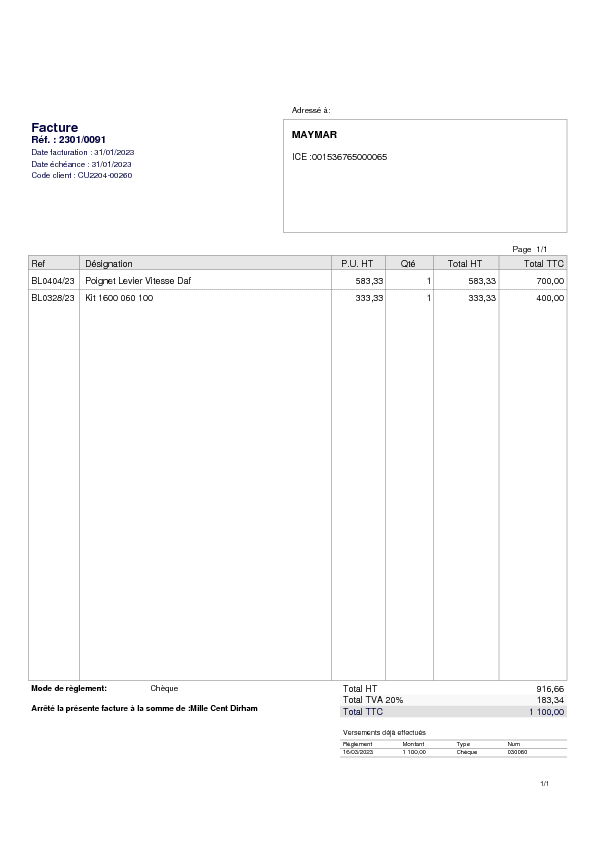 Adressé à:
Facture
Réf. : 2301/0091
Date facturation : 31/01/2023
Date échéance : 31/01/2023
Code client : CU2204-00260
MAYMAR
ICE :001536765000065
Page 1/1
Ref Désignation P.U. HT Qté Total HT Total TTC
BL0404/23 Poignet Levier Vitesse Daf 583,33 1 583,33 700,00
BL0328/23 Kit 1600 060 100 333,33 1 333,33 400,00
Mode de règlement: Chèque
Arrêté la présente facture à la somme de :Mille Cent Dirham
Total HT 916,66
Total TVA 20% 183,34
Total TTC 1 100,00
Versements déjà effectués
Règlement Montant Type Num
16/03/2023 1 100,00 Chèque 030060
1/1